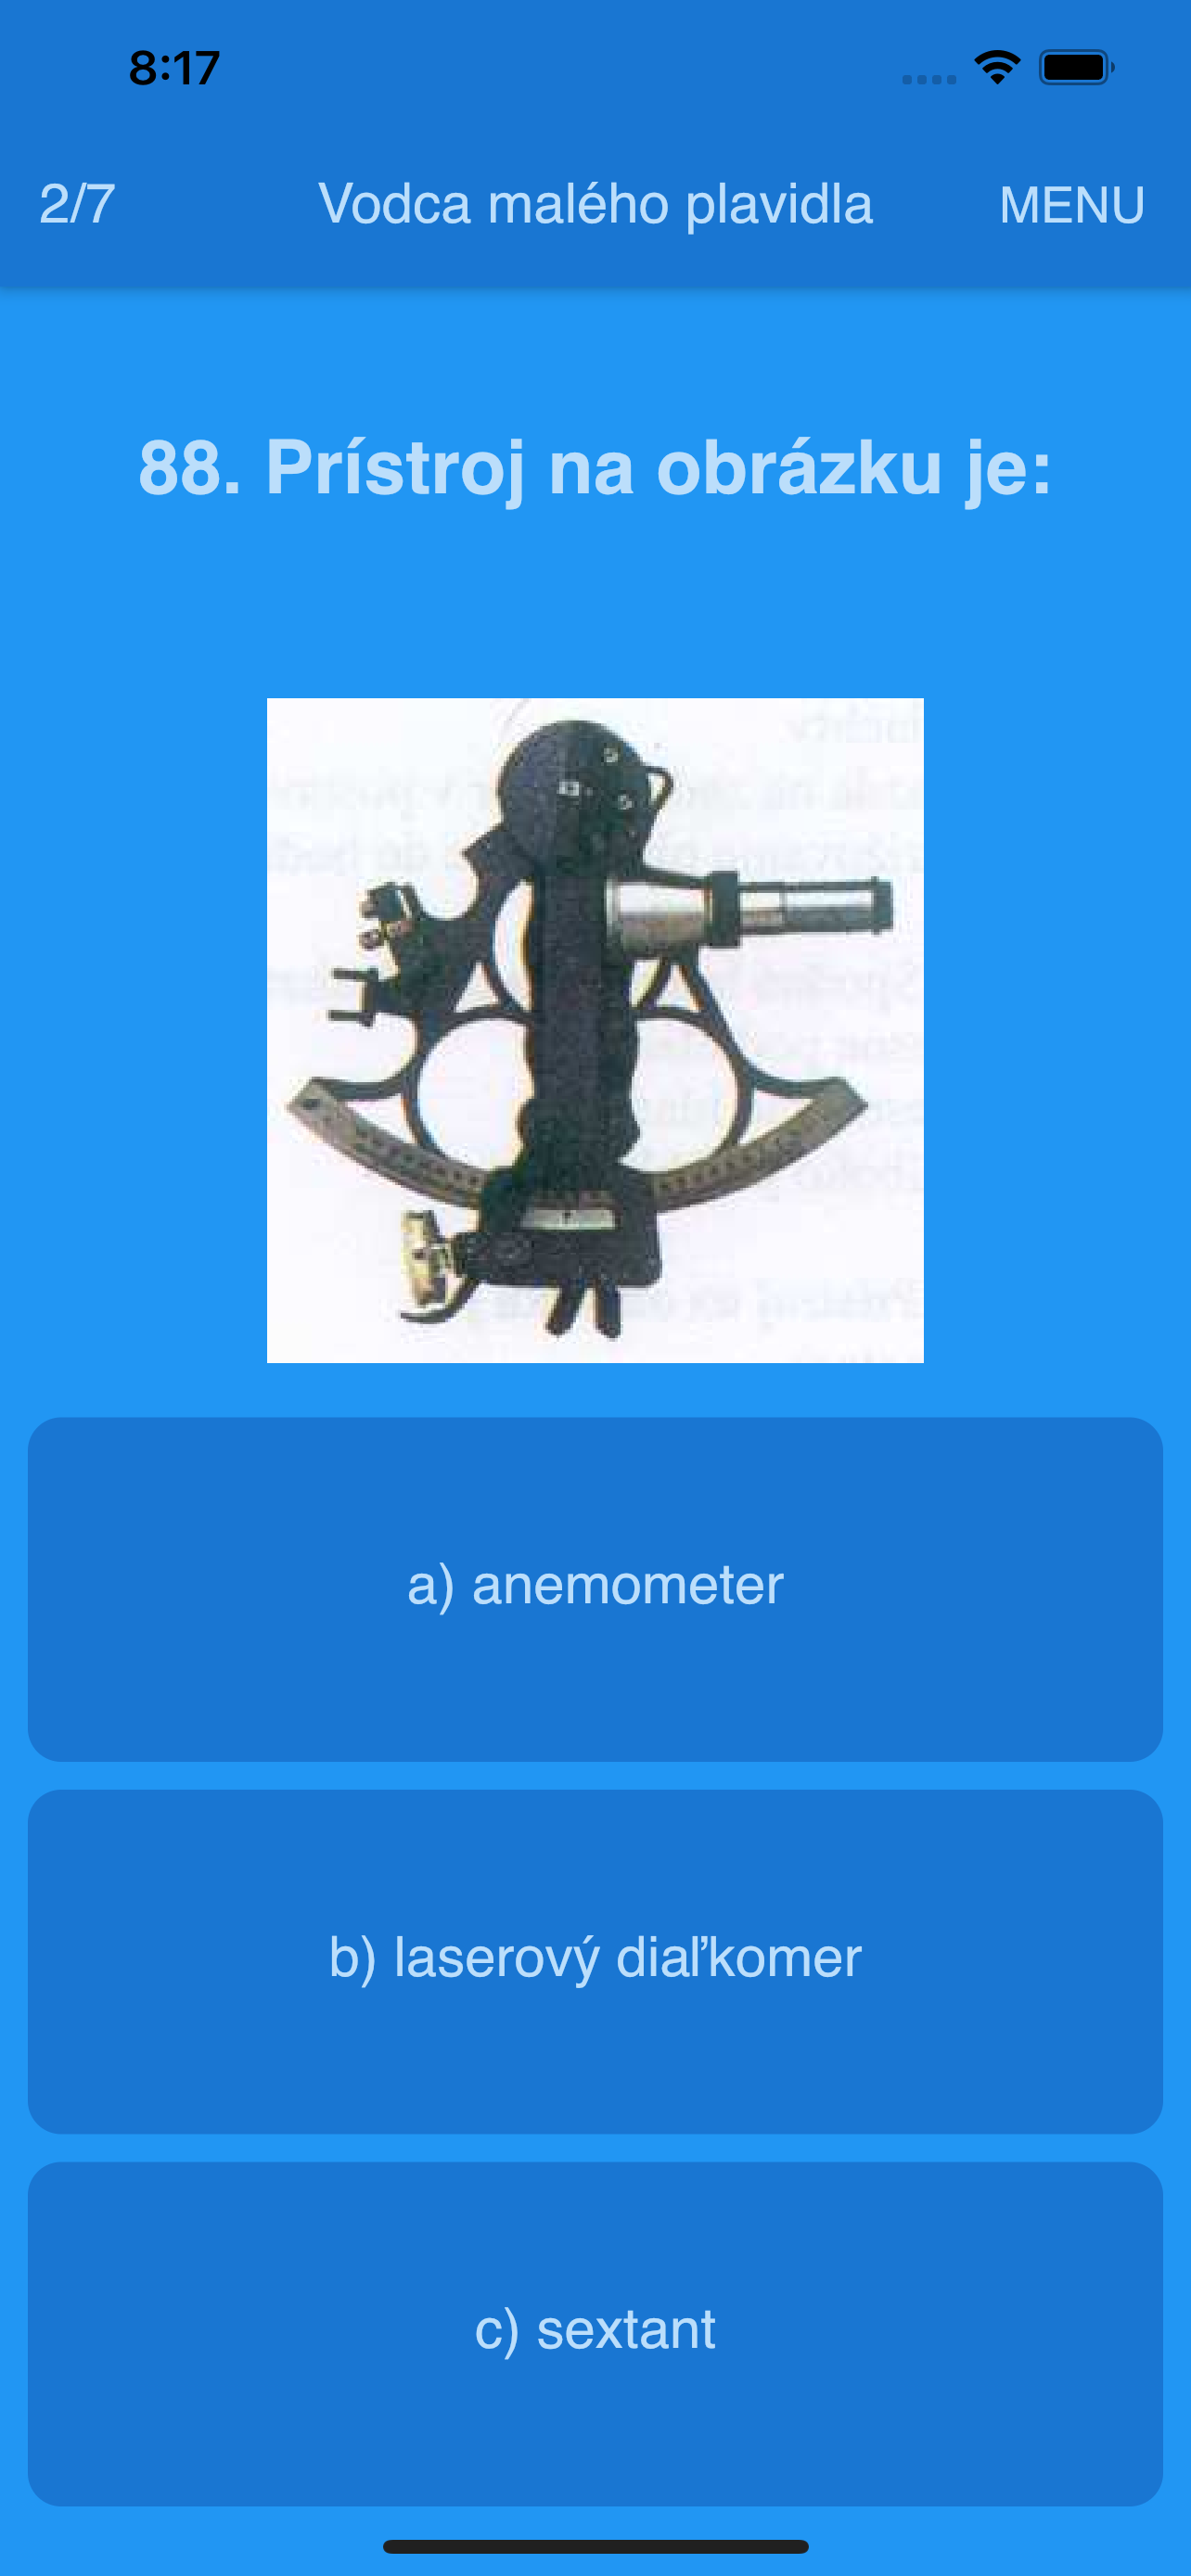 8:17
2/7 Vodca malého plavidla MENU
88. Prístroj na obrázku je:
a) anemometer
b) laserový diaľkomer
c) sextant